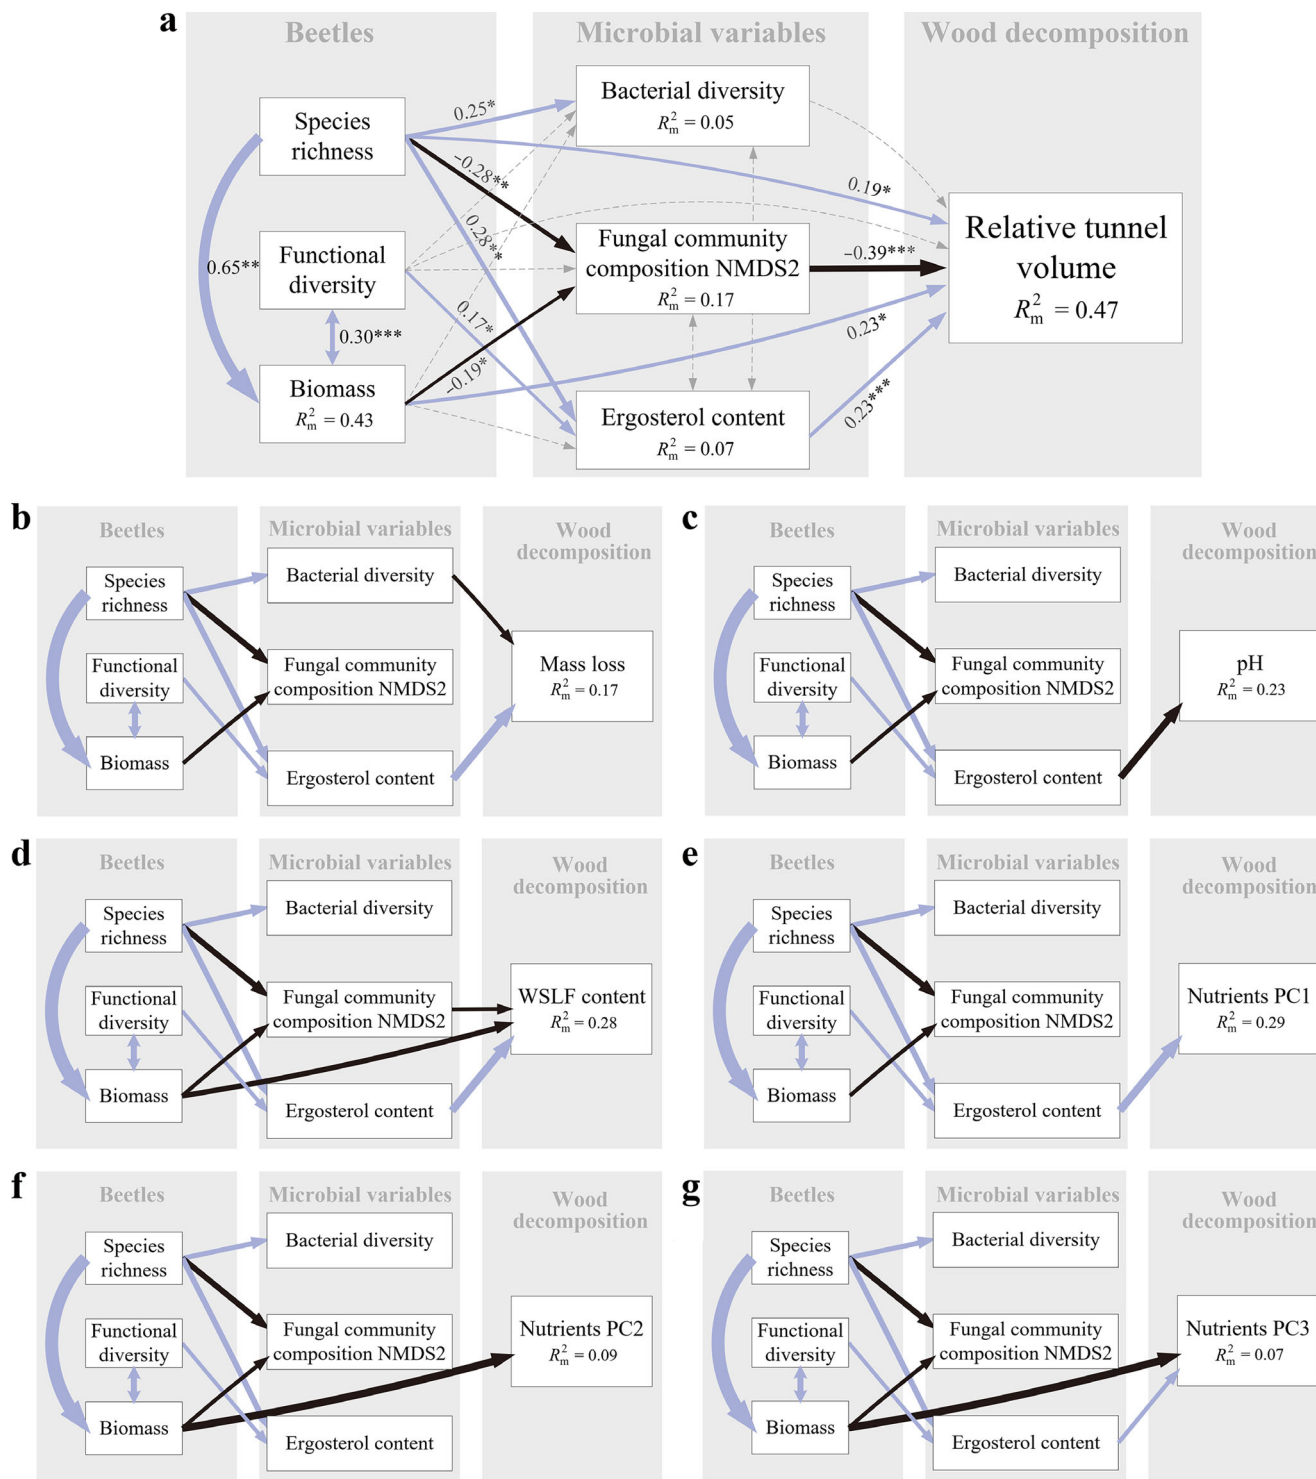 a
Beetles
Microbial variables
Wood decomposition
Species
richness
Functional
diversity
Biomass
R²m = 0.43
Bacterial diversity
R²m = 0.05
Fungal community
composition NMDS2
R²m = 0.17
Ergosterol content
R²m = 0.07
Relative tunnel
volume
R²m = 0.47
0.25*
–0.28**
0.28**
0.19*
0.65**
0.30***
0.17*
–0.19*
–0.39***
0.23*
0.23***
b
Beetles
Microbial variables
Wood
decomposition
Species
richness
Functional
diversity
Biomass
Bacterial diversity
Fungal community
composition NMDS2
Ergosterol content
Mass loss
R²m = 0.17
c
Beetles
Microbial variables
Wood
decomposition
Species
richness
Functional
diversity
Biomass
Bacterial diversity
Fungal community
composition NMDS2
Ergosterol content
pH
R²m = 0.23
d
Beetles
Microbial variables
Wood
decomposition
Species
richness
Functional
diversity
Biomass
Bacterial diversity
Fungal community
composition NMDS2
Ergosterol content
WSLF content
R²m = 0.28
e
Beetles
Microbial variables
Wood
decomposition
Species
richness
Functional
diversity
Biomass
Bacterial diversity
Fungal community
composition NMDS2
Ergosterol content
Nutrients PC1
R²m = 0.29
f
Beetles
Microbial variables
Wood
decomposition
Species
richness
Functional
diversity
Biomass
Bacterial diversity
Fungal community
composition NMDS2
Ergosterol content
Nutrients PC2
R²m = 0.09
g
Beetles
Microbial variables
Wood
decomposition
Species
richness
Functional
diversity
Biomass
Bacterial diversity
Fungal community
composition NMDS2
Ergosterol content
Nutrients PC3
R²m = 0.07